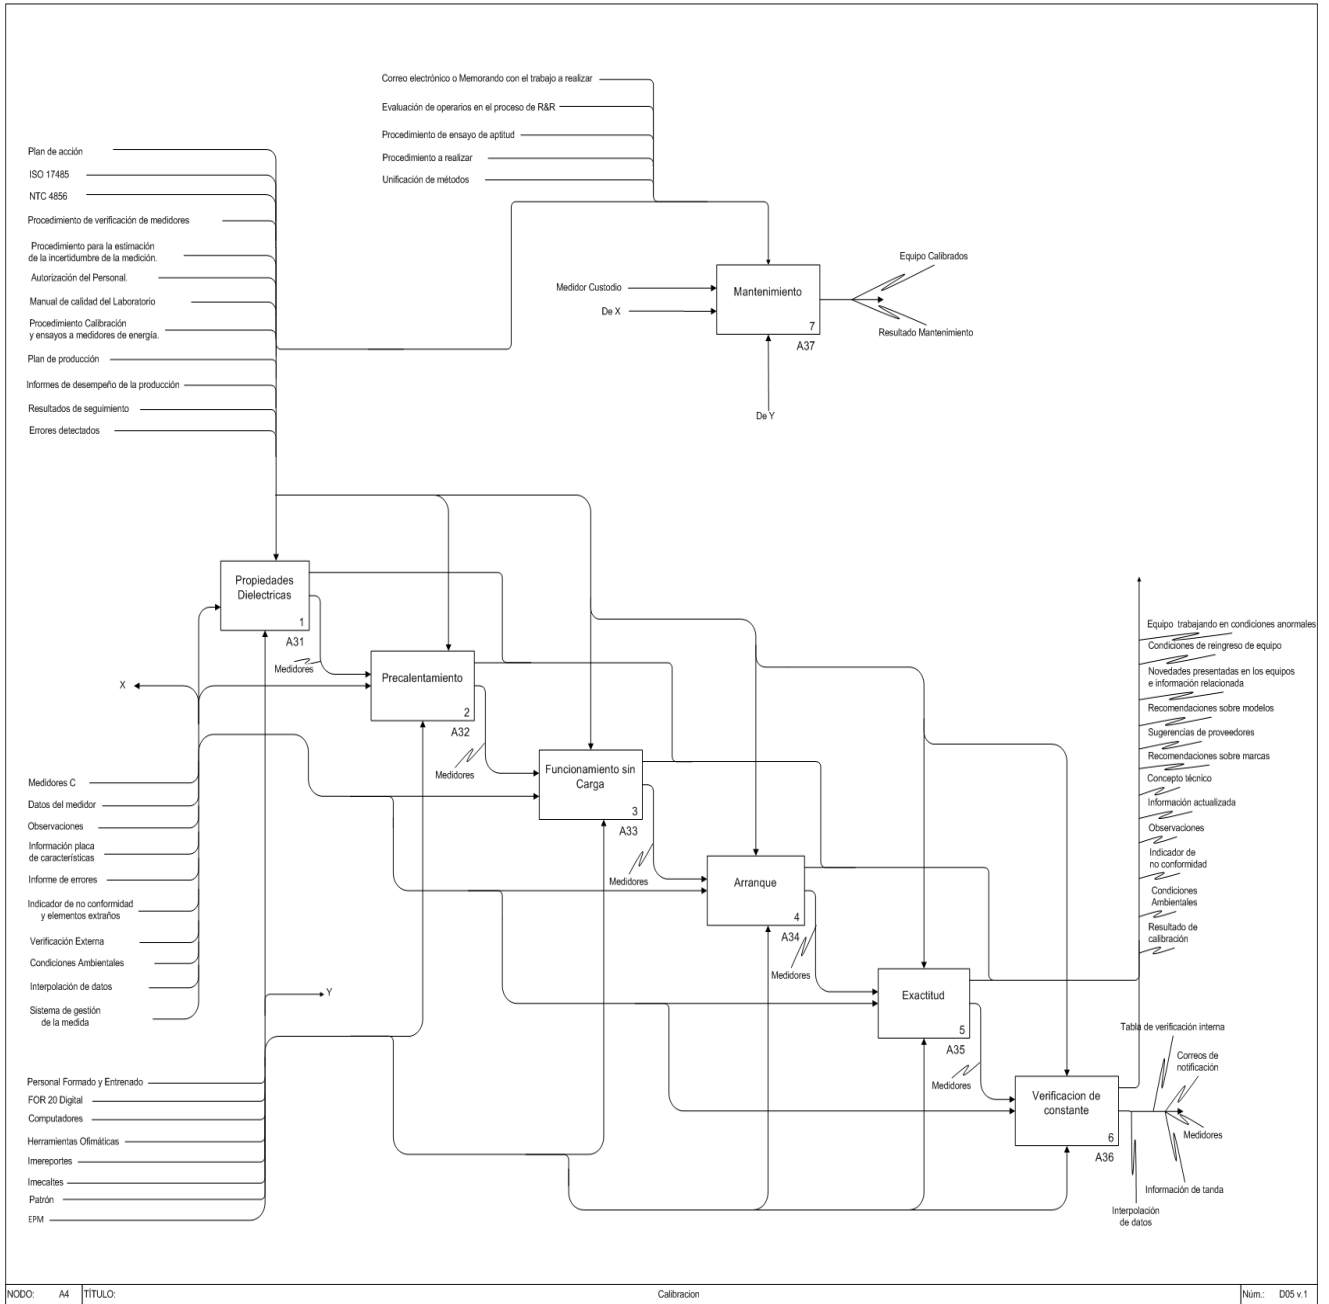 Correo electrónico o Memorando con el trabajo a realizar
Evaluación de operarios en el proceso de R&R
Procedimiento de ensayo de aptitud
Procedimiento a realizar
Unificación de métodos
Plan de acción
ISO 17485
NTC 4856
Procedimiento de verificación de medidores
Procedimiento para la estimación
de la incertidumbre de la medición.
Autorización del Personal.
Manual de calidad del Laboratorio
Procedimiento Calibración
y ensayos a medidores de energía.
Plan de producción
Informes de desempeño de la producción
Resultados de seguimiento
Errores detectados
Medidor Custodio
De X
Mantenimiento
7
A37
De Y
Equipo Calibrados
Resultado Mantenimiento
Propiedades
Dielectricas
1
A31
Medidores
Precalentamiento
2
A32
Medidores
Funcionamiento sin
Carga
3
A33
Medidores
Arranque
4
A34
Medidores
Exactitud
5
A35
Medidores
Verificacion de
constante
6
A36
X
Medidores C
Datos del medidor
Observaciones
Información placa
de características
Informe de errores
Indicador de no conformidad
y elementos extraños
Verificación Externa
Condiciones Ambientales
Interpolación de datos
Sistema de gestión
de la medida
Y
Personal Formado y Entrenado
FOR 20 Digital
Computadores
Herramientas Ofimáticas
Imereportes
Imecaltes
Patrón
EPM
Equipo trabajando en condiciones anormales
Condiciones de reingreso de equipo
Novedades presentadas en los equipos
e información relacionada
Recomendaciones sobre modelos
Sugerencias de proveedores
Recomendaciones sobre marcas
Concepto técnico
Información actualizada
Observaciones
Indicador de
no conformidad
Condiciones
Ambientales
Resultado de
calibración
Tabla de verificación interna
Correos de
notificación
Medidores
Información de tanda
Interpolación
de datos
NODO: A4 TÍTULO: Calibracion Núm.: D05 v.1